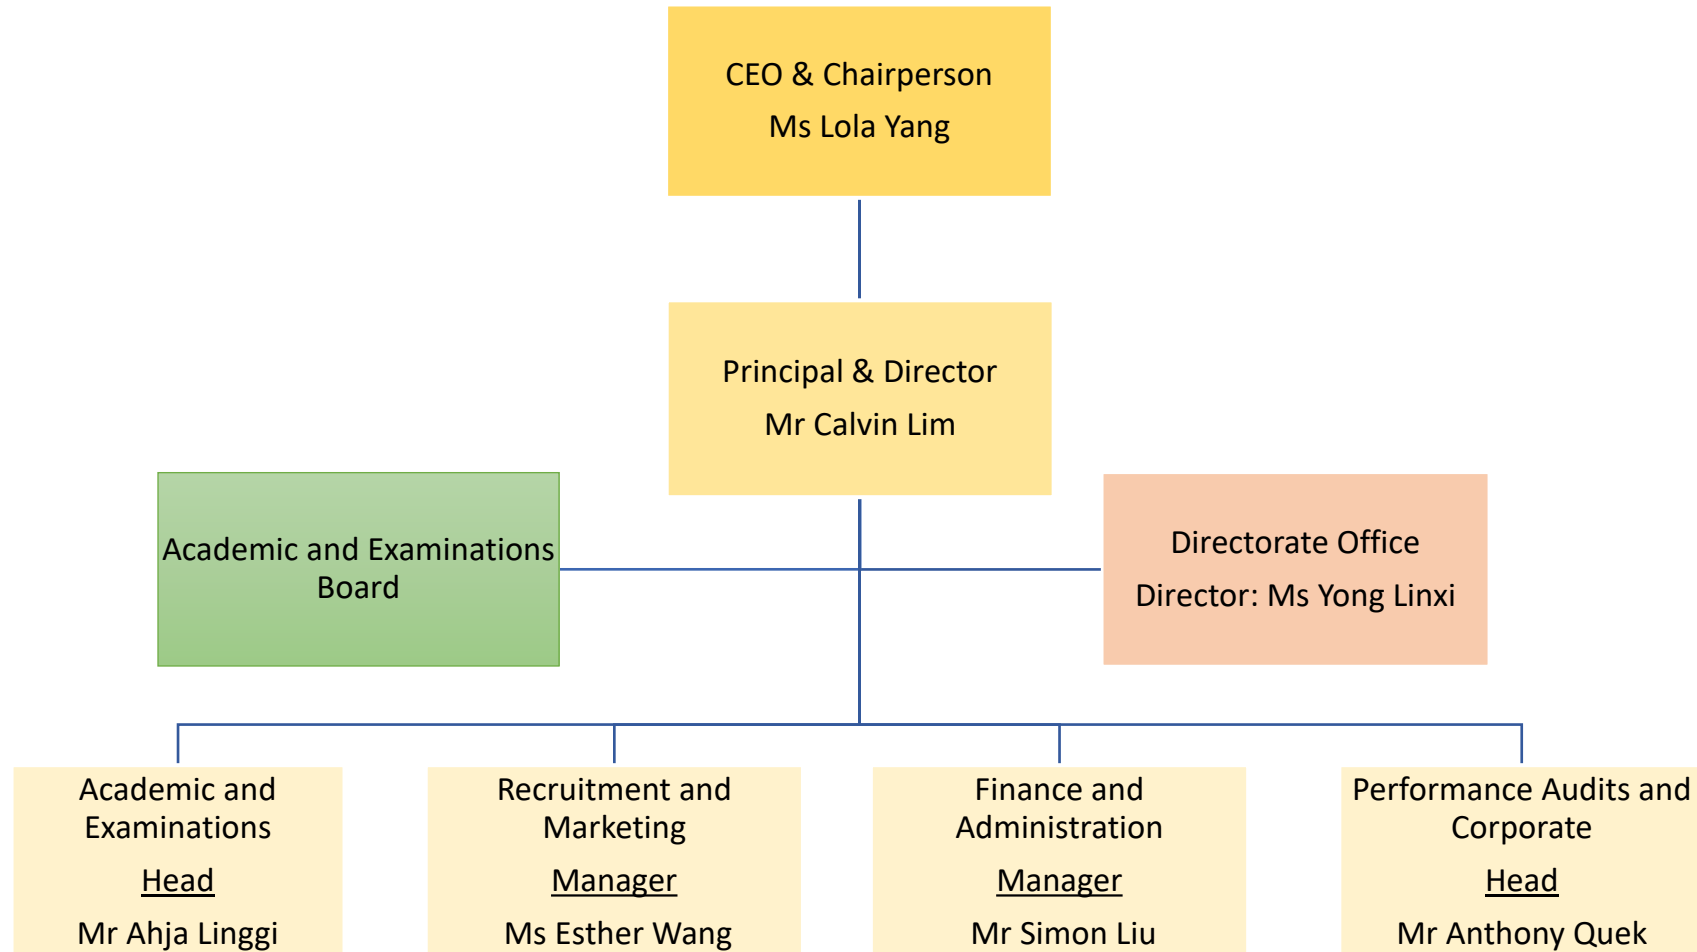 CEO & Chairperson
Ms Lola Yang
Principal & Director
Mr Calvin Lim
Academic and Examinations
Board
Directorate Office
Director: Ms Yong Linxi
Academic and
Examinations
Head
Mr Ahja Linggi
Recruitment and
Marketing
Manager
Ms Esther Wang
Finance and
Administration
Manager
Mr Simon Liu
Performance Audits and
Corporate
Head
Mr Anthony Quek